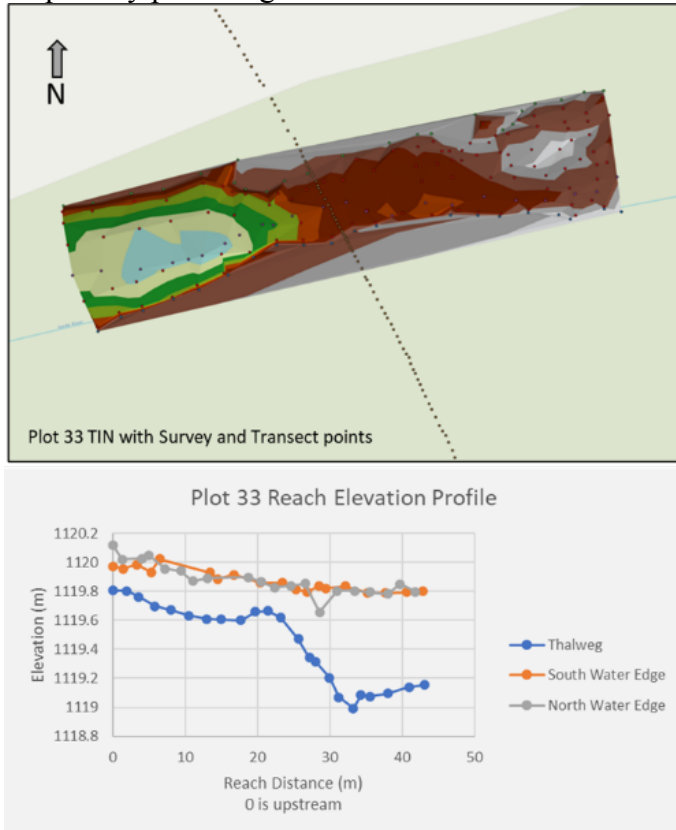 N
Plot 33 TIN with Survey and Transect points
Plot 33 Reach Elevation Profile
1120.2
1120
1119.8
1119.6
1119.4
1119.2
1119
1118.8
Elevation (m)
0 10 20 30 40 50
Reach Distance (m)
0 is upstream
Thalweg
South Water Edge
North Water Edge